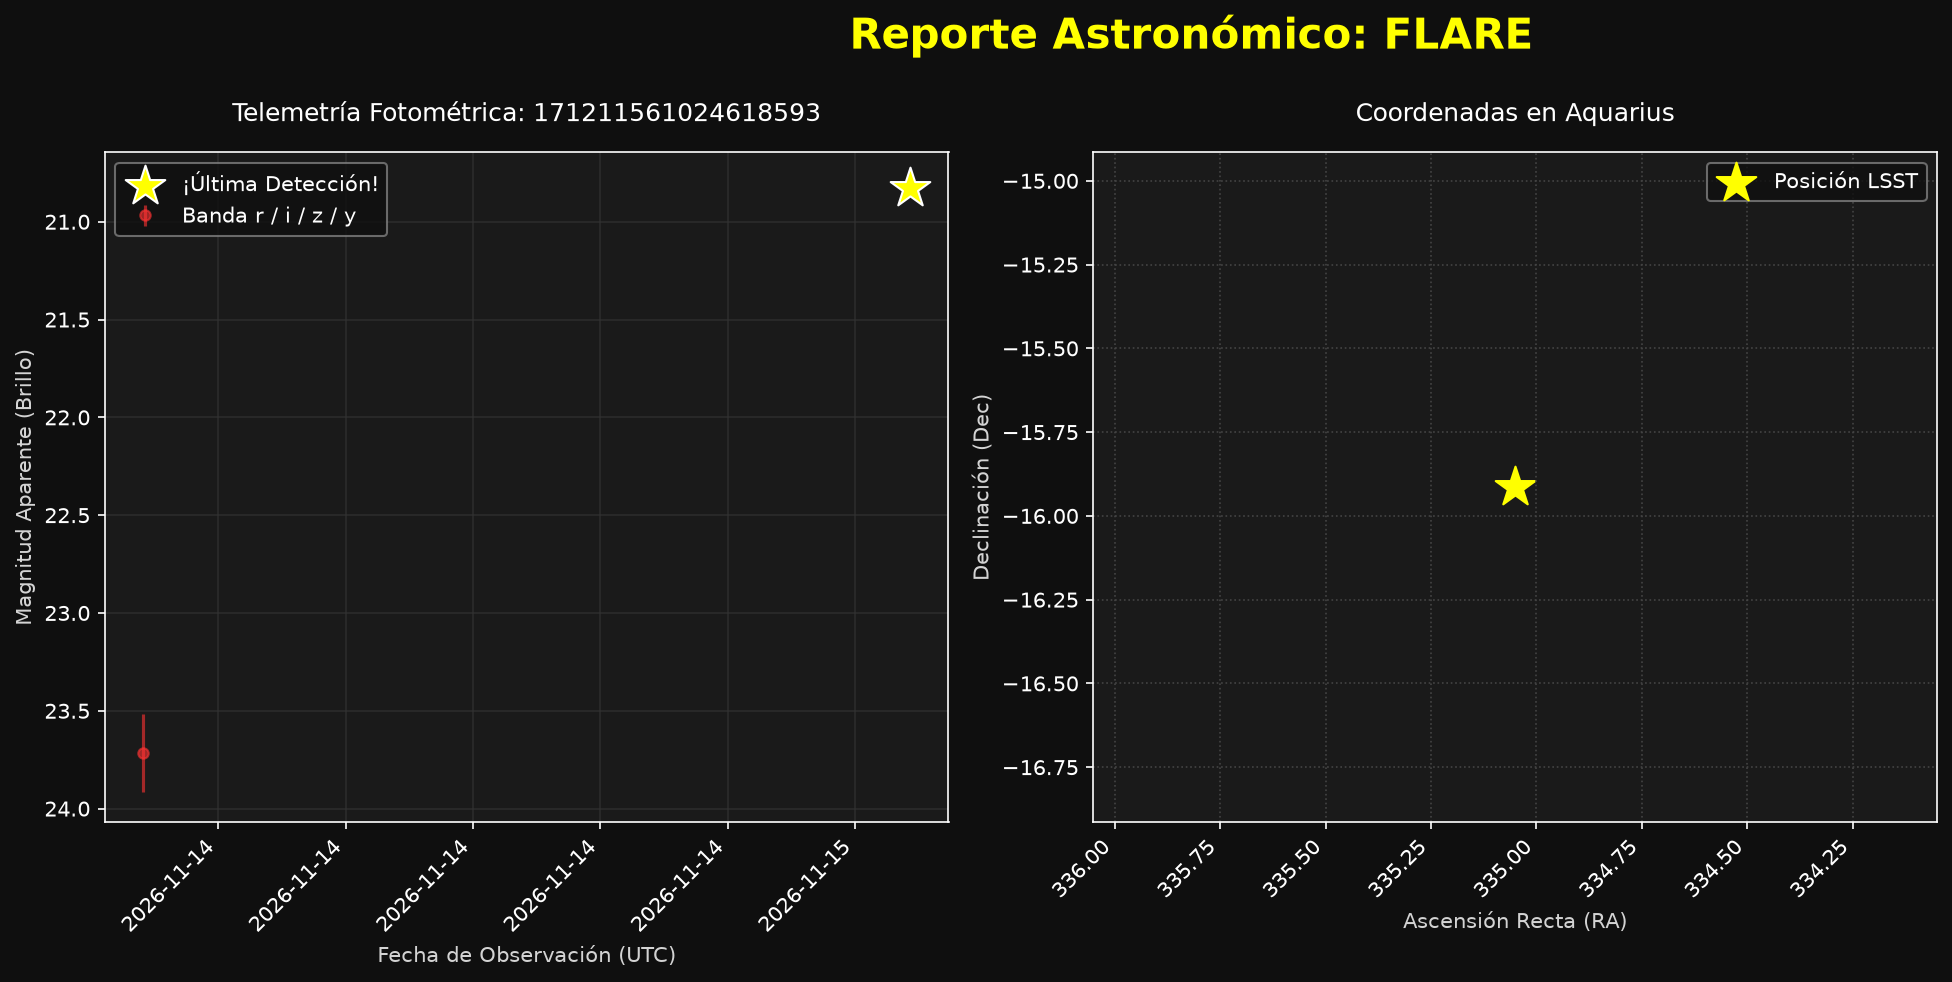 Reporte Astronómico: FLARE
Telemetría Fotométrica: 171211561024618593
¡Última Detección!
Banda r / i / z / y
Magnitud Aparente (Brillo)
21.0
21.5
22.0
22.5
23.0
23.5
24.0
2026-11-14
2026-11-14
2026-11-14
2026-11-14
2026-11-14
2026-11-15
Fecha de Observación (UTC)
Coordenadas en Aquarius
Posición LSST
Declinación (Dec)
−15.00
−15.25
−15.50
−15.75
−16.00
−16.25
−16.50
−16.75
336.00
335.75
335.50
335.25
335.00
334.75
334.50
334.25
Ascensión Recta (RA)